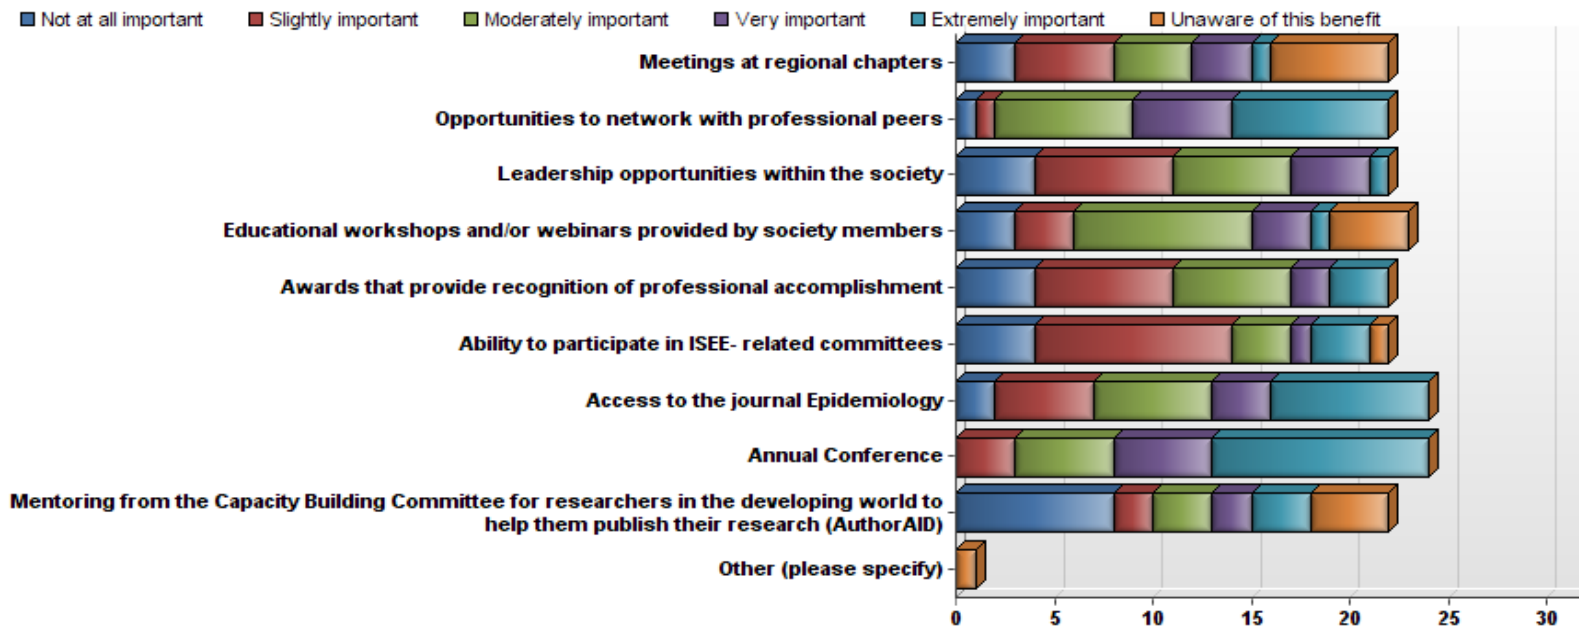 Not at all important Slightly important Moderately important Very important Extremely important Unaware of this benefit
Meetings at regional chapters
Opportunities to network with professional peers
Leadership opportunities within the society
Educational workshops and/or webinars provided by society members
Awards that provide recognition of professional accomplishment
Ability to participate in ISEE- related committees
Access to the journal Epidemiology
Annual Conference
Mentoring from the Capacity Building Committee for researchers in the developing world to
help them publish their research (AuthorAID)
Other (please specify)
0 5 10 15 20 25 30